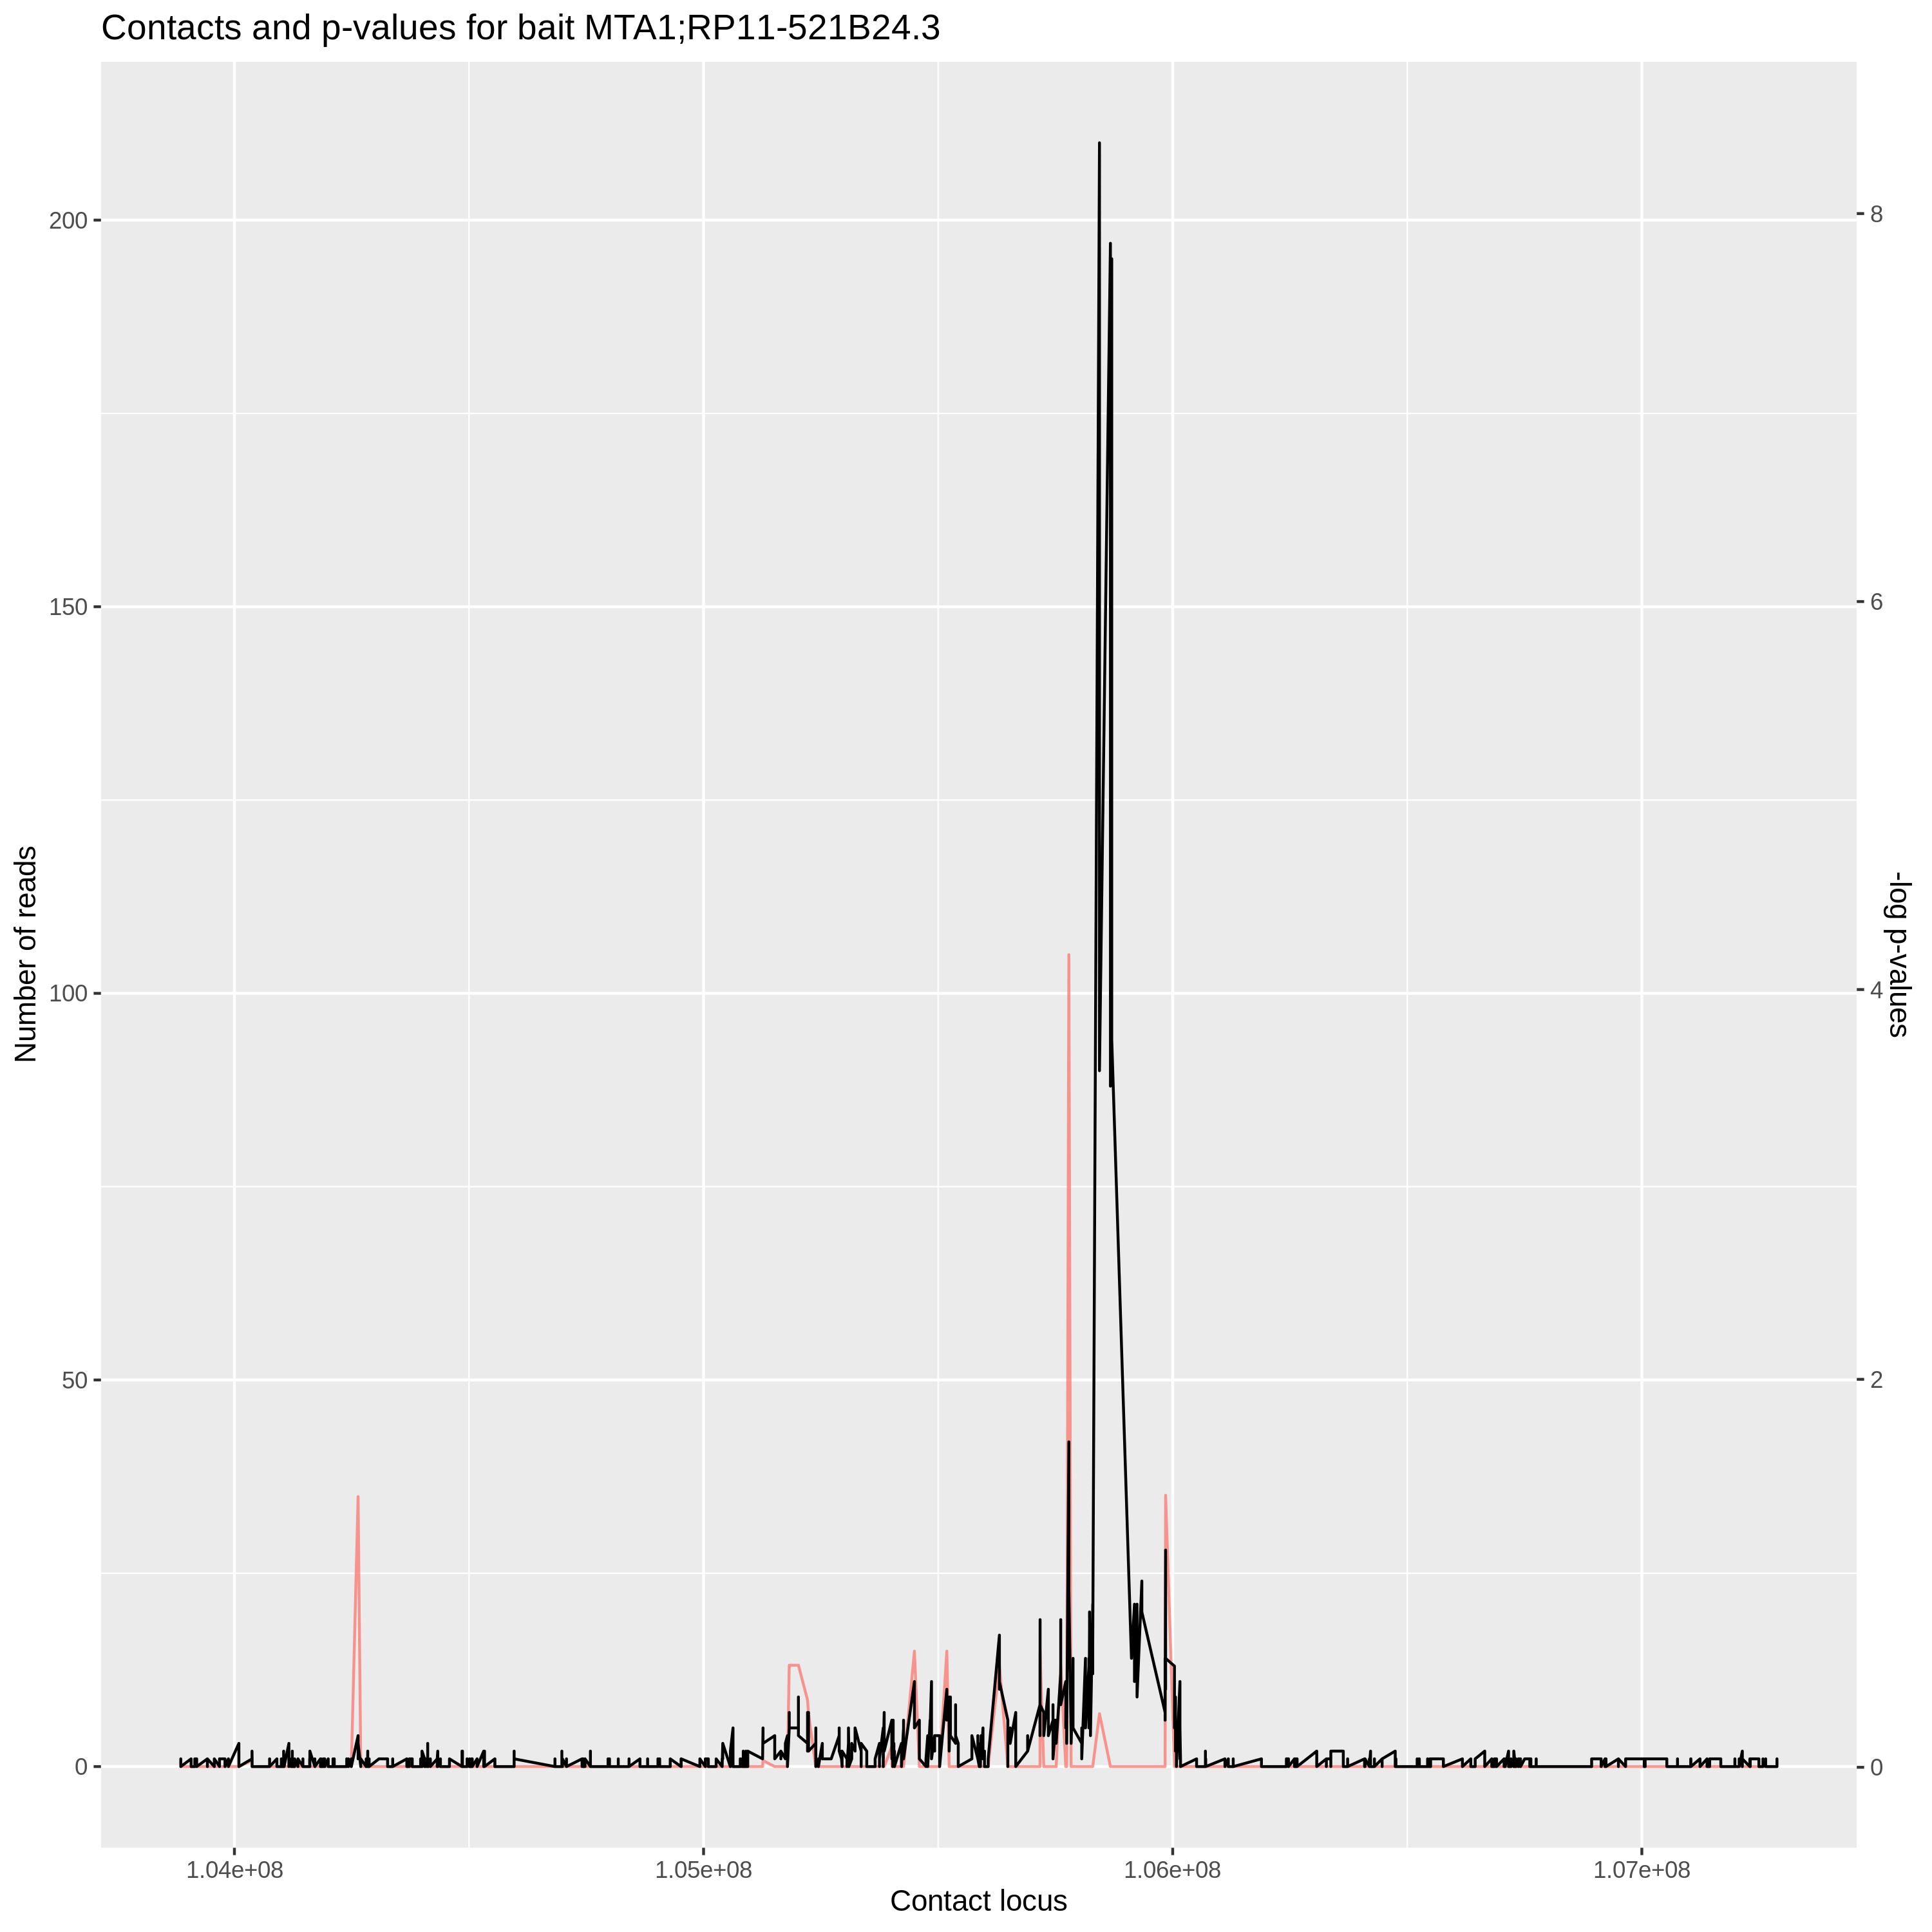 Contacts and p-values for bait MTA1;RP11-521B24.3
200
150
100
50
0
8
6
4
2
0
Number of reads
-log p-values
1.04e+08
1.05e+08
1.06e+08
1.07e+08
Contact locus